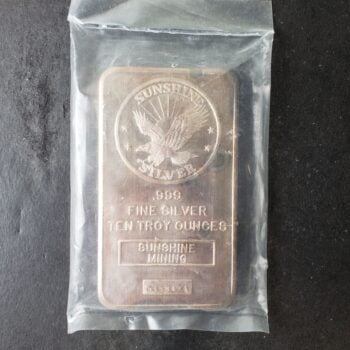 SUNSHINE
SILVER
.999
FINE SILVER
TEN TROY OUNCES
SUNSHINE
MINING